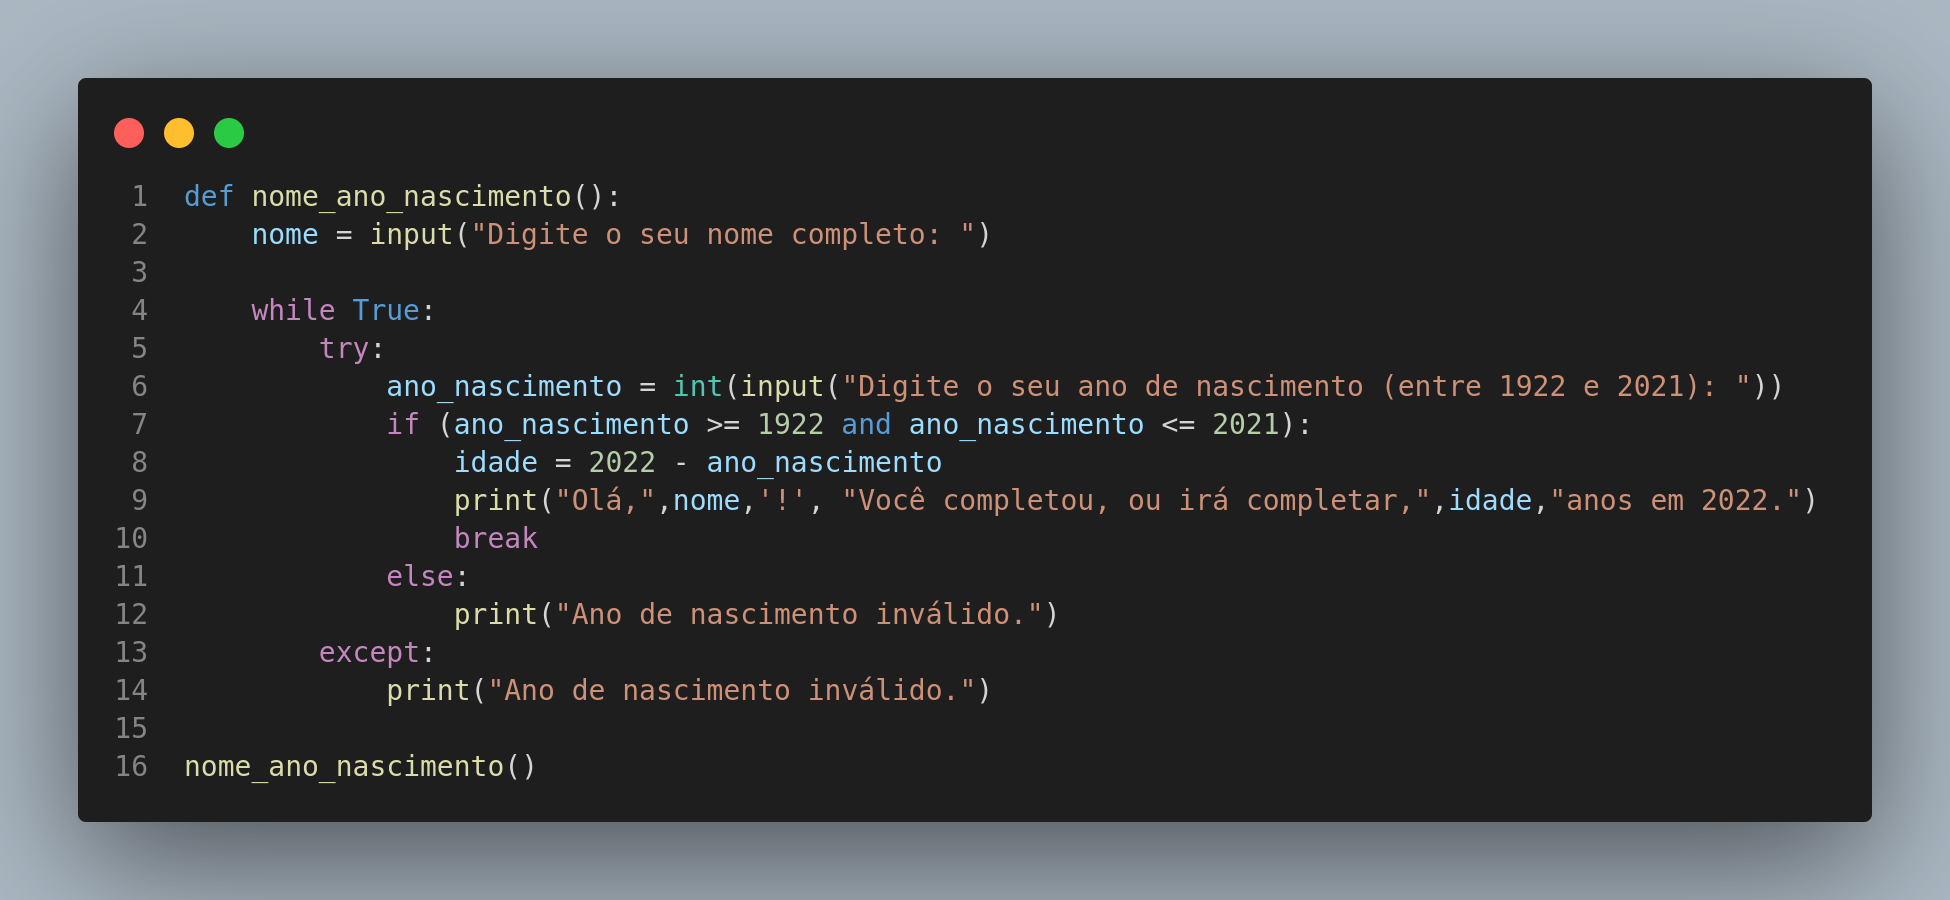 1 def nome_ano_nascimento():
2     nome = input("Digite o seu nome completo: ")
3
4     while True:
5         try:
6             ano_nascimento = int(input("Digite o seu ano de nascimento (entre 1922 e 2021): "))
7             if (ano_nascimento >= 1922 and ano_nascimento <= 2021):
8                 idade = 2022 - ano_nascimento
9                 print("Olá,",nome,'!', "Você completou, ou irá completar,",idade,"anos em 2022.")
10                 break
11             else:
12                 print("Ano de nascimento inválido.")
13         except:
14             print("Ano de nascimento inválido.")
15
16 nome_ano_nascimento()